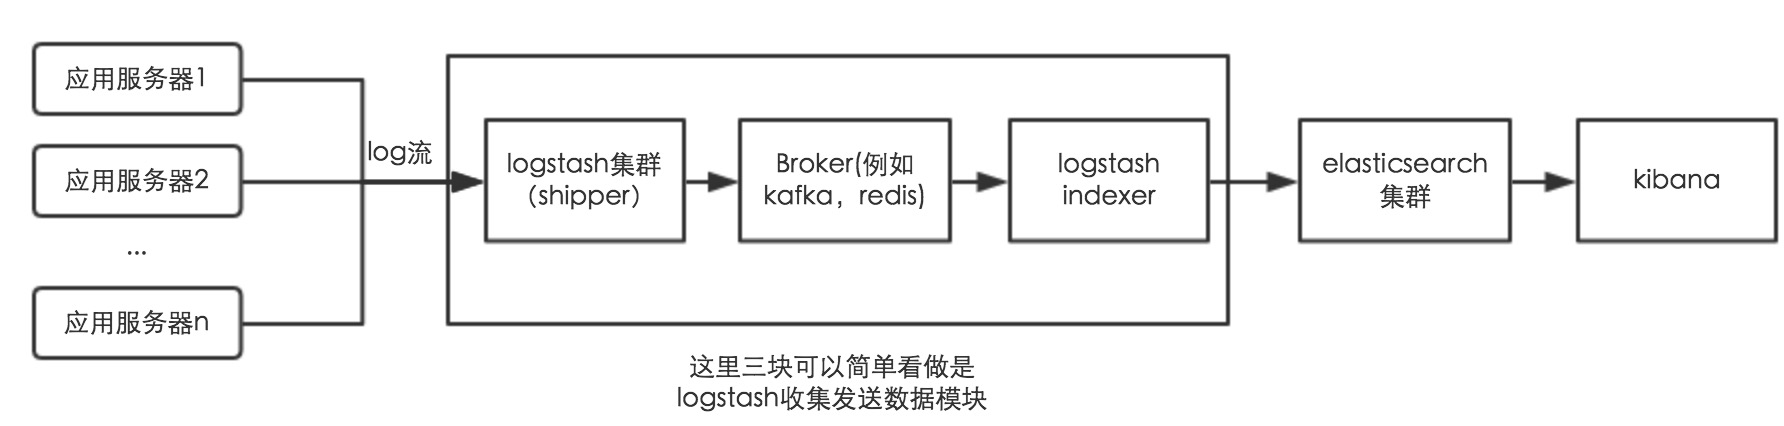 应用服务器1
应用服务器2
...
应用服务器n
log流
logstash集群
（shipper）
Broker(例如
kafka，redis)
logstash
indexer
elasticsearch
集群
kibana
这里三块可以简单看做是
logstash收集发送数据模块